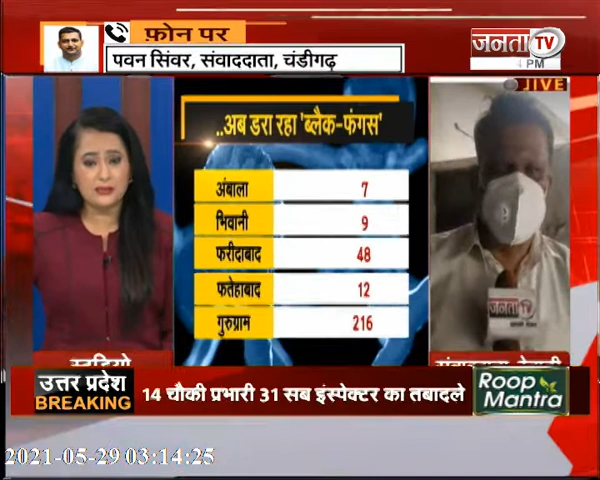 फ़ोन पर
पवन सिंवर, संवाददाता, चंडीगढ़
जनता TV
4 PM
LIVE
..अब डरा रहा 'ब्लैक-फंगस'
अंबाला 7
भिवानी 9
फरीदाबाद 48
फतेहाबाद 12
गुरुग्राम 216
जनता TV
स्टूडियो
उत्तर प्रदेश
BREAKING
14 चौकी प्रभारी 31 सब इंस्पेक्टर का तबादले
Roop
Mantra
2021-05-29 03:14:25